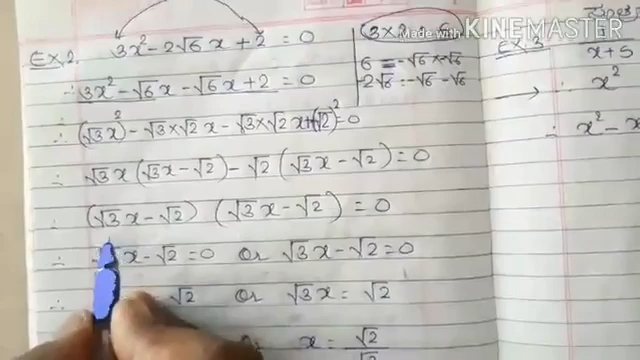 Ex.2. 3x² - 2√6 x + 2 = 0
∴ 3x² - √6x - √6x + 2 = 0
∴ (√3x)² - √3×√2x - √3×√2x + (√2)² = 0
∴ √3x(√3x - √2) - √2(√3x - √2) = 0
∴ (√3x - √2) (√3x - √2) = 0
∴ x - √2 = 0 Or √3x - √2 = 0
∴ √2 Or √3x = √2
x = √2
(3×2 = 6
6 = -√6×-√6
-2√6 = -√6 - √6
Made with KINEMASTER
Ex.3
x+5
∴ x²
∴ x² - x